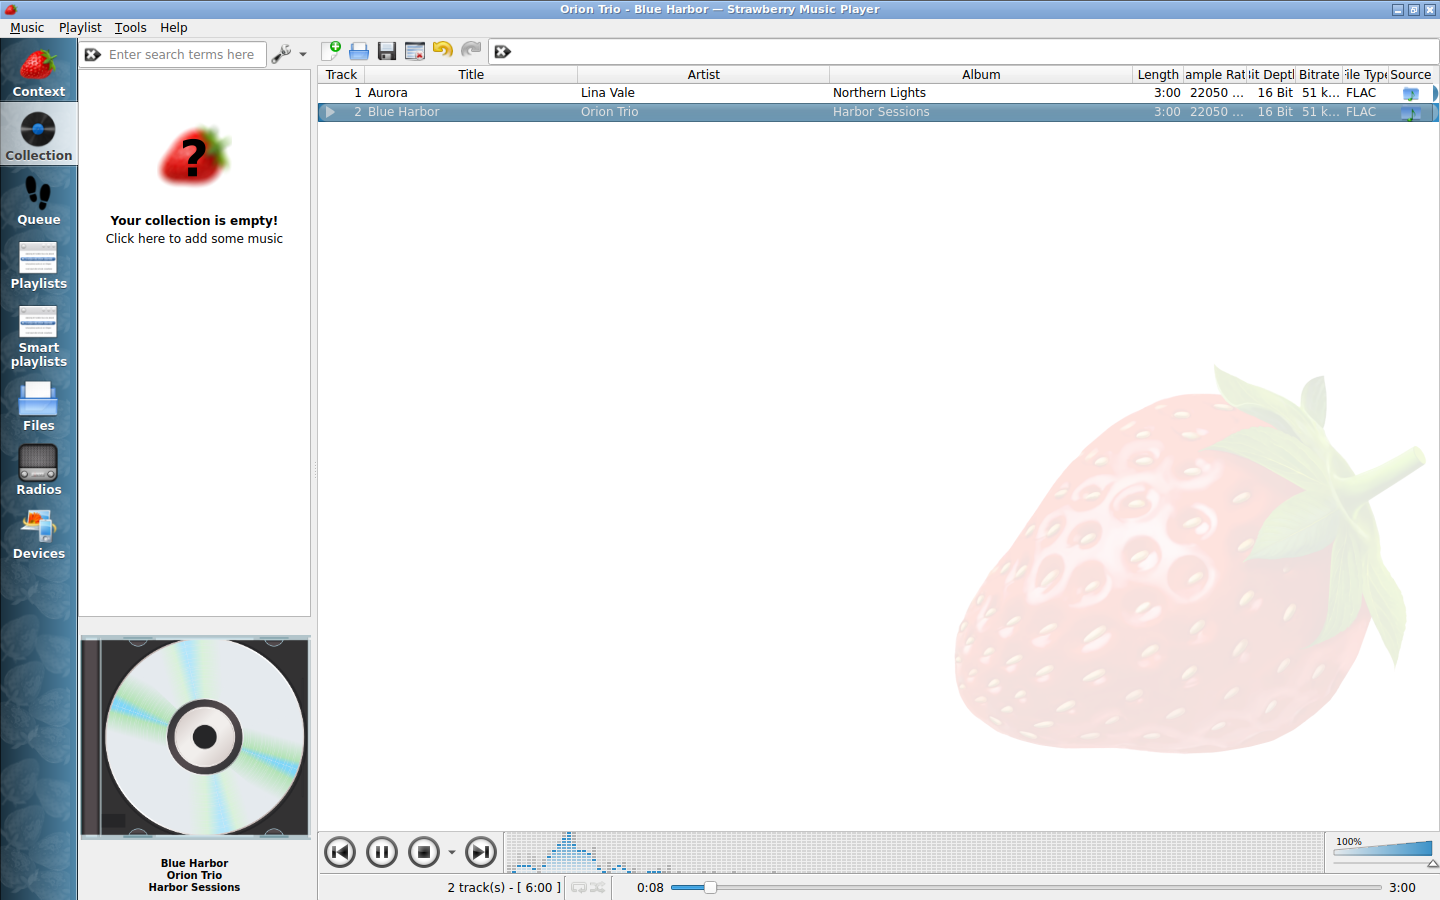 Orion Trio - Blue Harbor — Strawberry Music Player
Music Playlist Tools Help
Context
Collection
Queue
Playlists
Smart
playlists
Files
Radios
Devices
Enter search terms here
?
Your collection is empty!
Click here to add some music
Blue Harbor
Orion Trio
Harbor Sessions
Track Title Artist Album Length ample Rat it Dept Bitrate ile Type Source
1 Aurora Lina Vale Northern Lights 3:00 22050 ... 16 Bit 51 k... FLAC
2 Blue Harbor Orion Trio Harbor Sessions 3:00 22050 ... 16 Bit 51 k... FLAC
100%
2 track(s) - [ 6:00 ] 0:08 3:00